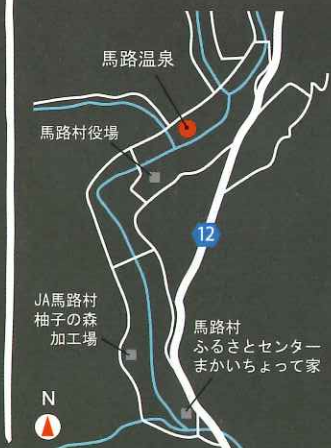 馬路温泉
馬路村役場
12
JA馬路村
柚子の森
加工場
馬路村
ふるさとセンター
まかいちょって家
N